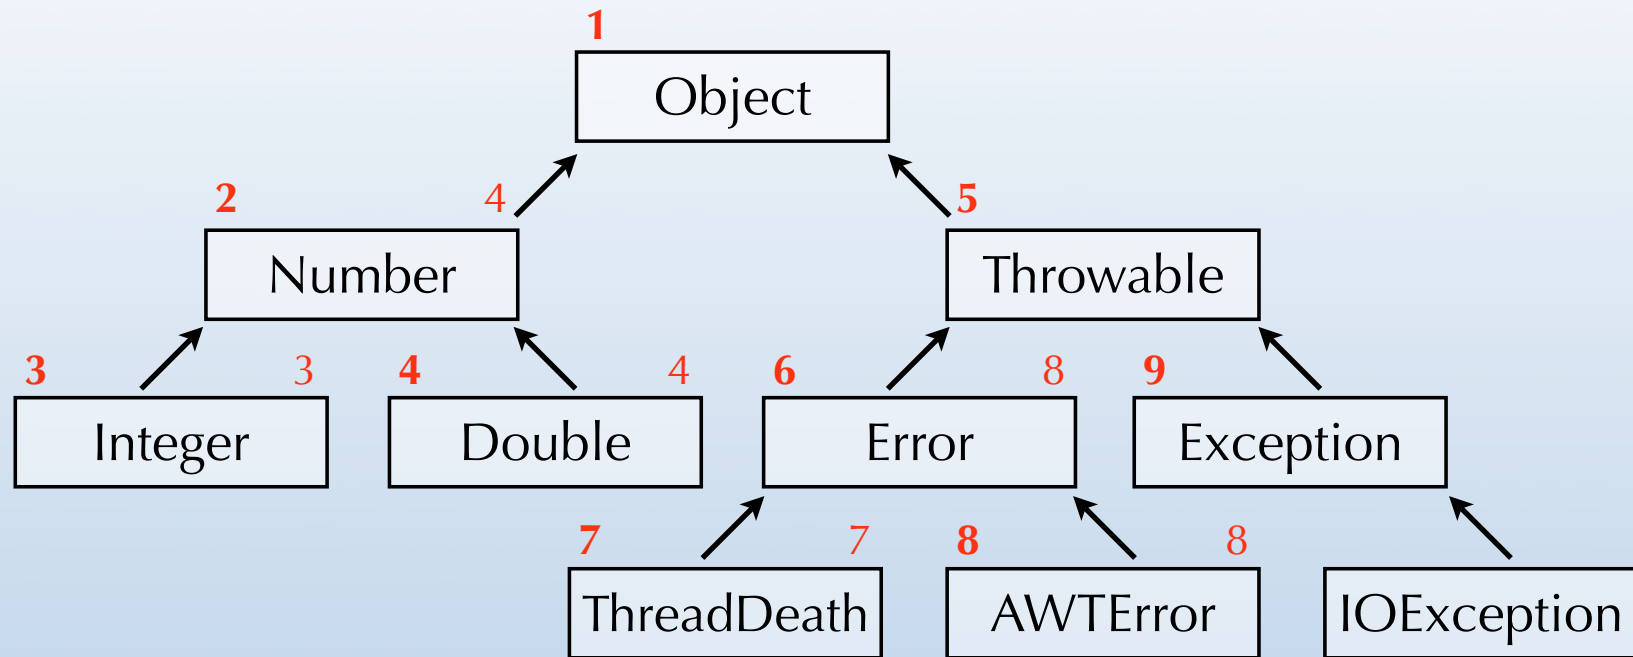 1
Object
2 4 5
Number Throwable
3 3 4 4 6 8 9
Integer Double Error Exception
7 7 8 8
ThreadDeath AWTError IOException